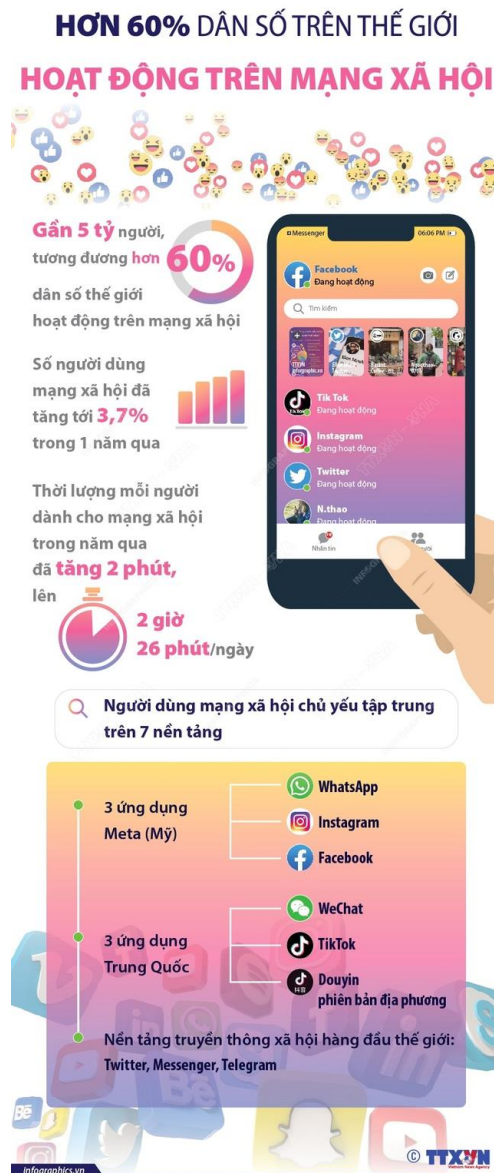 HƠN 60% DÂN SỐ TRÊN THẾ GIỚI
HOẠT ĐỘNG TRÊN MẠNG XÃ HỘI
Gần 5 tỷ người,
tương đương hơn 60%
dân số thế giới
hoạt động trên mạng xã hội
Số người dùng
mạng xã hội đã
tăng tới 3,7%
trong 1 năm qua
Thời lượng mỗi người
dành cho mạng xã hội
trong năm qua
đã tăng 2 phút,
lên
2 giờ
26 phút/ngày
Messenger 06:06 PM
Facebook
Đang hoạt động
Tìm kiếm
Tik Tok
Đang hoạt động
Instagram
Đang hoạt động
Twitter
Đang hoạt động
N.thao
Đang hoạt động
Nhắn tin
Người dùng mạng xã hội chủ yếu tập trung
trên 7 nền tảng
3 ứng dụng
Meta (Mỹ)
WhatsApp
Instagram
Facebook
3 ứng dụng
Trung Quốc
WeChat
TikTok
Douyin
phiên bản địa phương
Nền tảng truyền thông xã hội hàng đầu thế giới:
Twitter, Messenger, Telegram
infographics.vn
© TTXVN
Vietnam News Agency